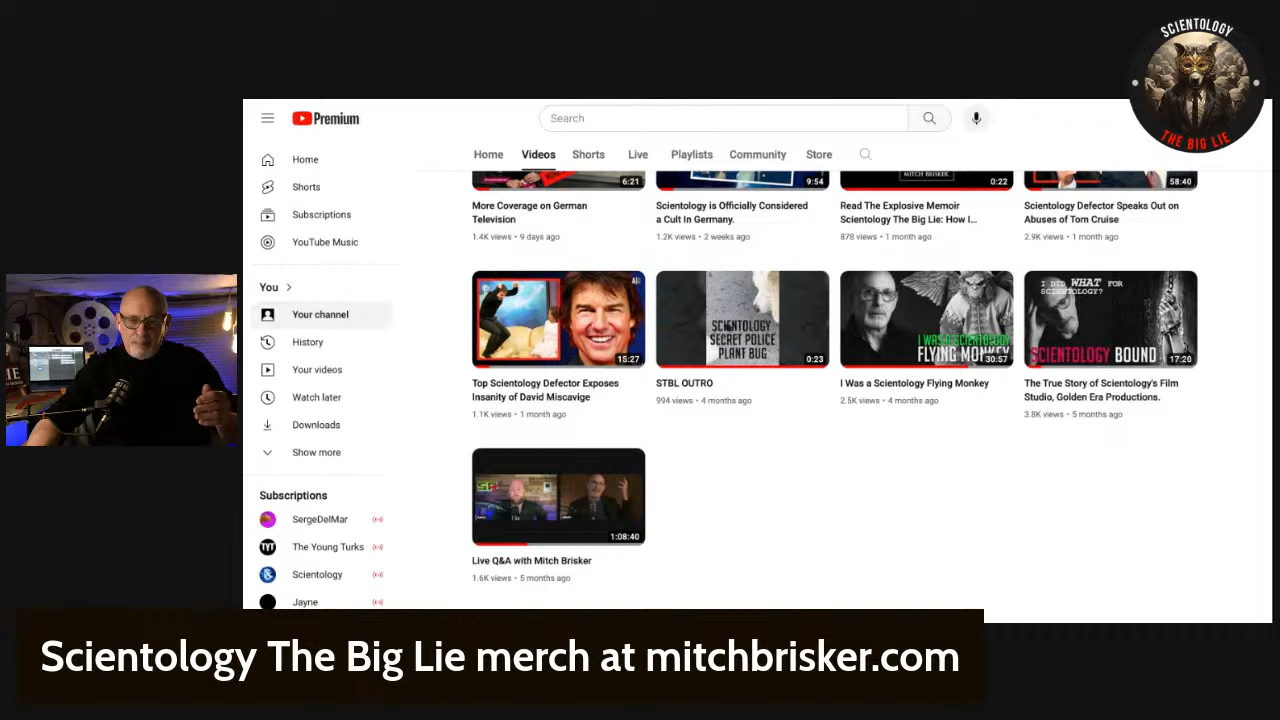 SCIENTOLOGY
THE BIG LIE
Premium
Search
Home
Videos
Shorts
Live
Playlists
Community
Store
Home
Shorts
Subscriptions
YouTube Music
You
Your channel
History
Your videos
Watch later
Downloads
Show more
Subscriptions
SergeDelMar
TYT
The Young Turks
Scientology
Jayne
6:21
More Coverage on German
Television
1.4K views • 9 days ago
9:54
Scientology is Officially Considered
a Cult In Germany.
1.2K views • 2 weeks ago
MITCH BRISKER
0:22
Read The Explosive Memoir
Scientology The Big Lie: How I...
878 views • 1 month ago
58:40
Scientology Defector Speaks Out on
Abuses of Tom Cruise
2.9K views • 1 month ago
15:27
Top Scientology Defector Exposes
Insanity of David Miscavige
1.1K views • 1 month ago
SCIENTOLOGY
SECRET POLICE
PLANT BUG
0:23
STBL OUTRO
994 views • 4 months ago
I WAS A SCIENTOLOGY
FLYING MONKEY
30:57
I Was a Scientology Flying Monkey
2.5K views • 4 months ago
I DID WHAT FOR
SCIENTOLOGY?
SCIENTOLOGY BOUND
17:20
The True Story of Scientology's Film
Studio, Golden Era Productions.
3.8K views • 5 months ago
SP
1:08:40
Live Q&A with Mitch Brisker
1.6K views • 5 months ago
Scientology The Big Lie merch at mitchbrisker.com